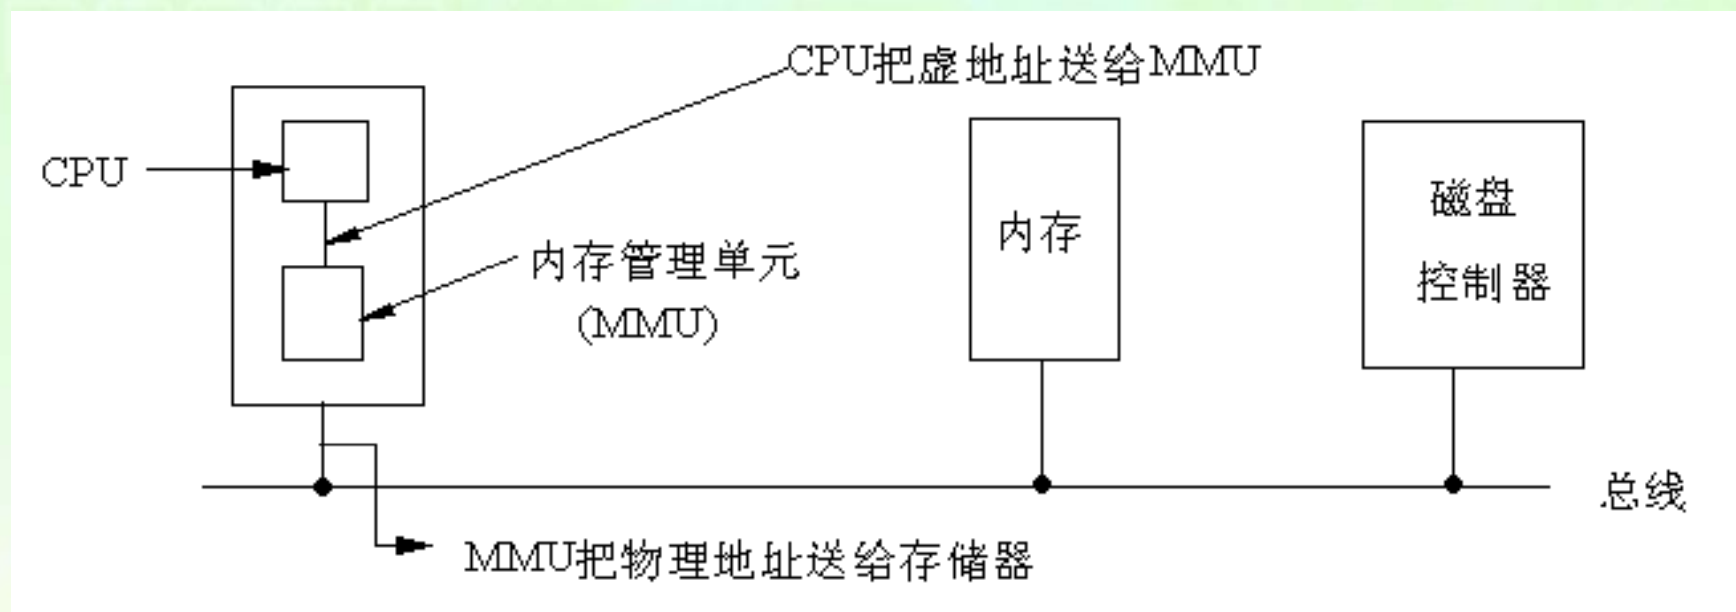 CPU把虚地址送给MMU
CPU
内存管理单元
(MMU)
内存
磁盘
控制器
总线
MMU把物理地址送给存储器